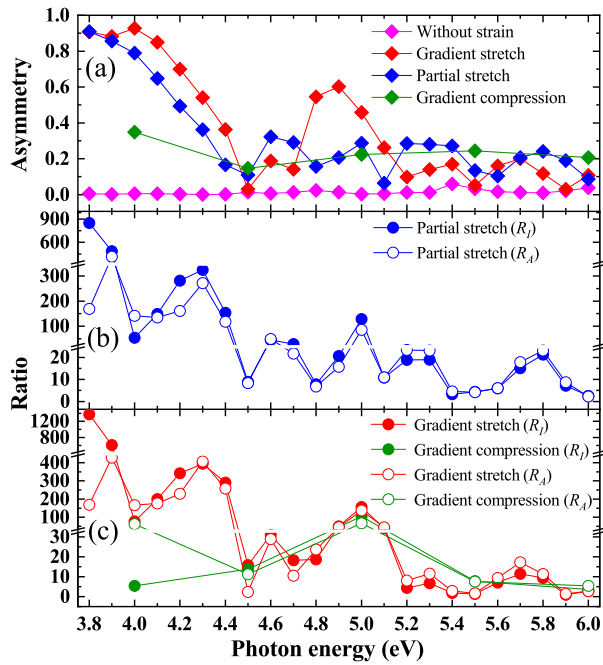 1.0
0.8
0.6
0.4
0.2
0.0
Asymmetry
(a)
Without strain
Gradient stretch
Partial stretch
Gradient compression
900
600
300
200
100
20
10
0
(b)
Partial stretch (R_I)
Partial stretch (R_A)
Ratio
1200
800
400
300
200
100
30
20
10
0
(c)
Gradient stretch (R_I)
Gradient compression (R_I)
Gradient stretch (R_A)
Gradient compression (R_A)
3.8 4.0 4.2 4.4 4.6 4.8 5.0 5.2 5.4 5.6 5.8 6.0
Photon energy (eV)